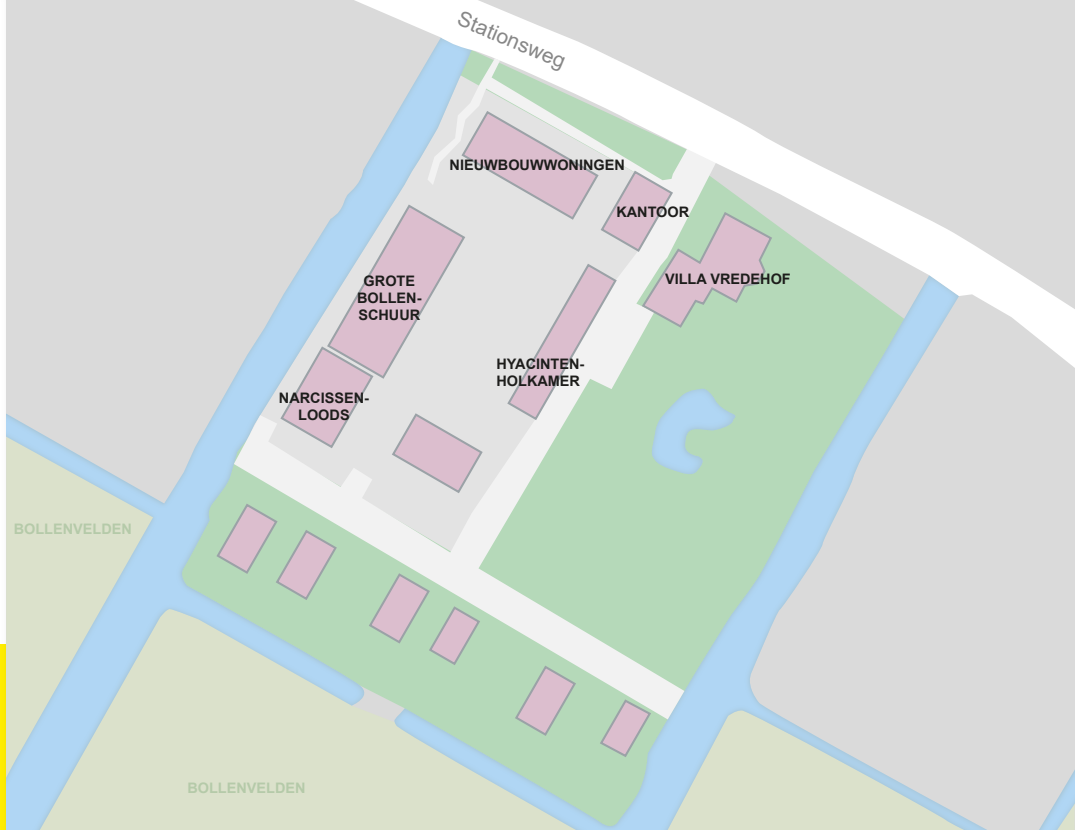 Stationsweg
NIEUWBOUWWONINGEN
KANTOOR
VILLA VREDEHOF
GROTE
BOLLEN-
SCHUUR
HYACINTEN-
HOLKAMER
NARCISSEN-
LOODS
BOLLENVELDEN
BOLLENVELDEN